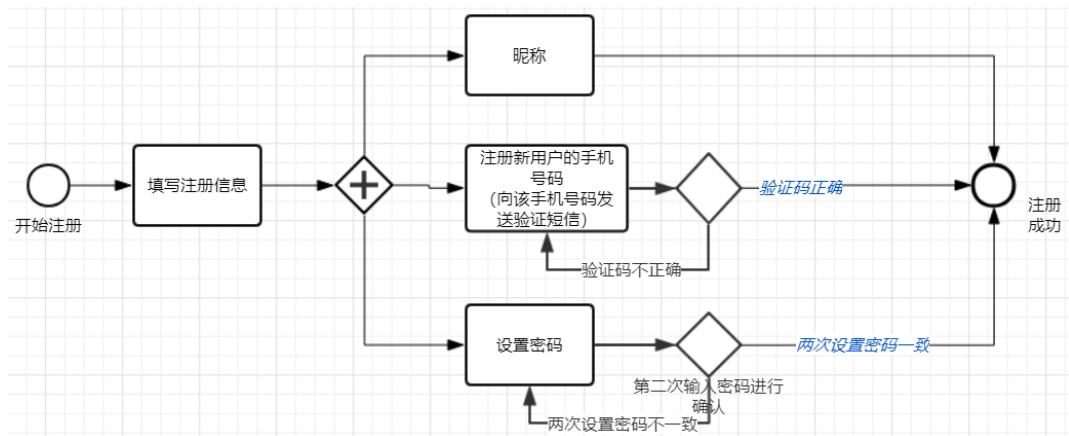 昵称
注册新用户的手机
号码
（向该手机号码发
送验证短信）
填写注册信息
验证码正确
开始注册
注册
成功
验证码不正确
设置密码
两次设置密码一致
第二次输入密码进行
确认
两次设置密码不一致